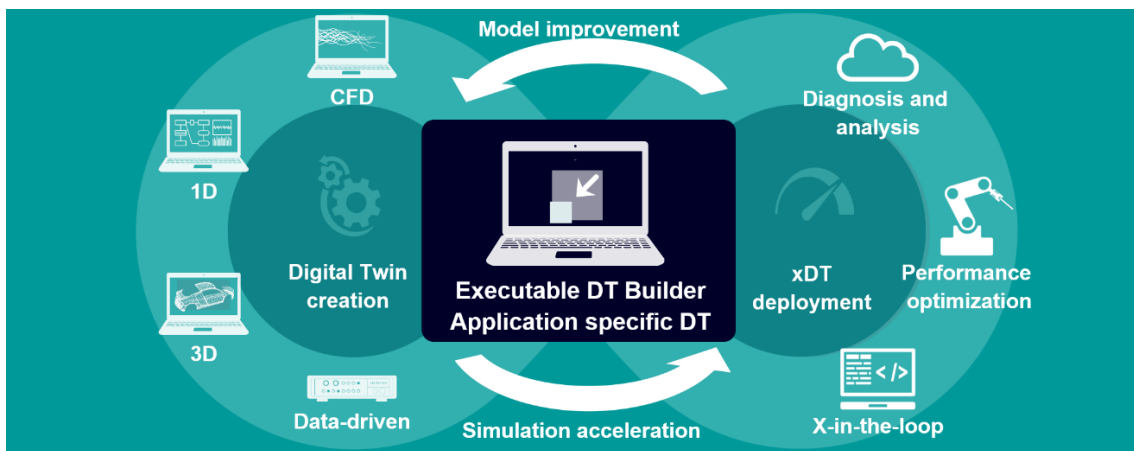 Model improvement
CFD
1D
3D
Data-driven
Digital Twin
creation
Executable DT Builder
Application specific DT
Simulation acceleration
xDT
deployment
Diagnosis and
analysis
Performance
optimization
</>
X-in-the-loop